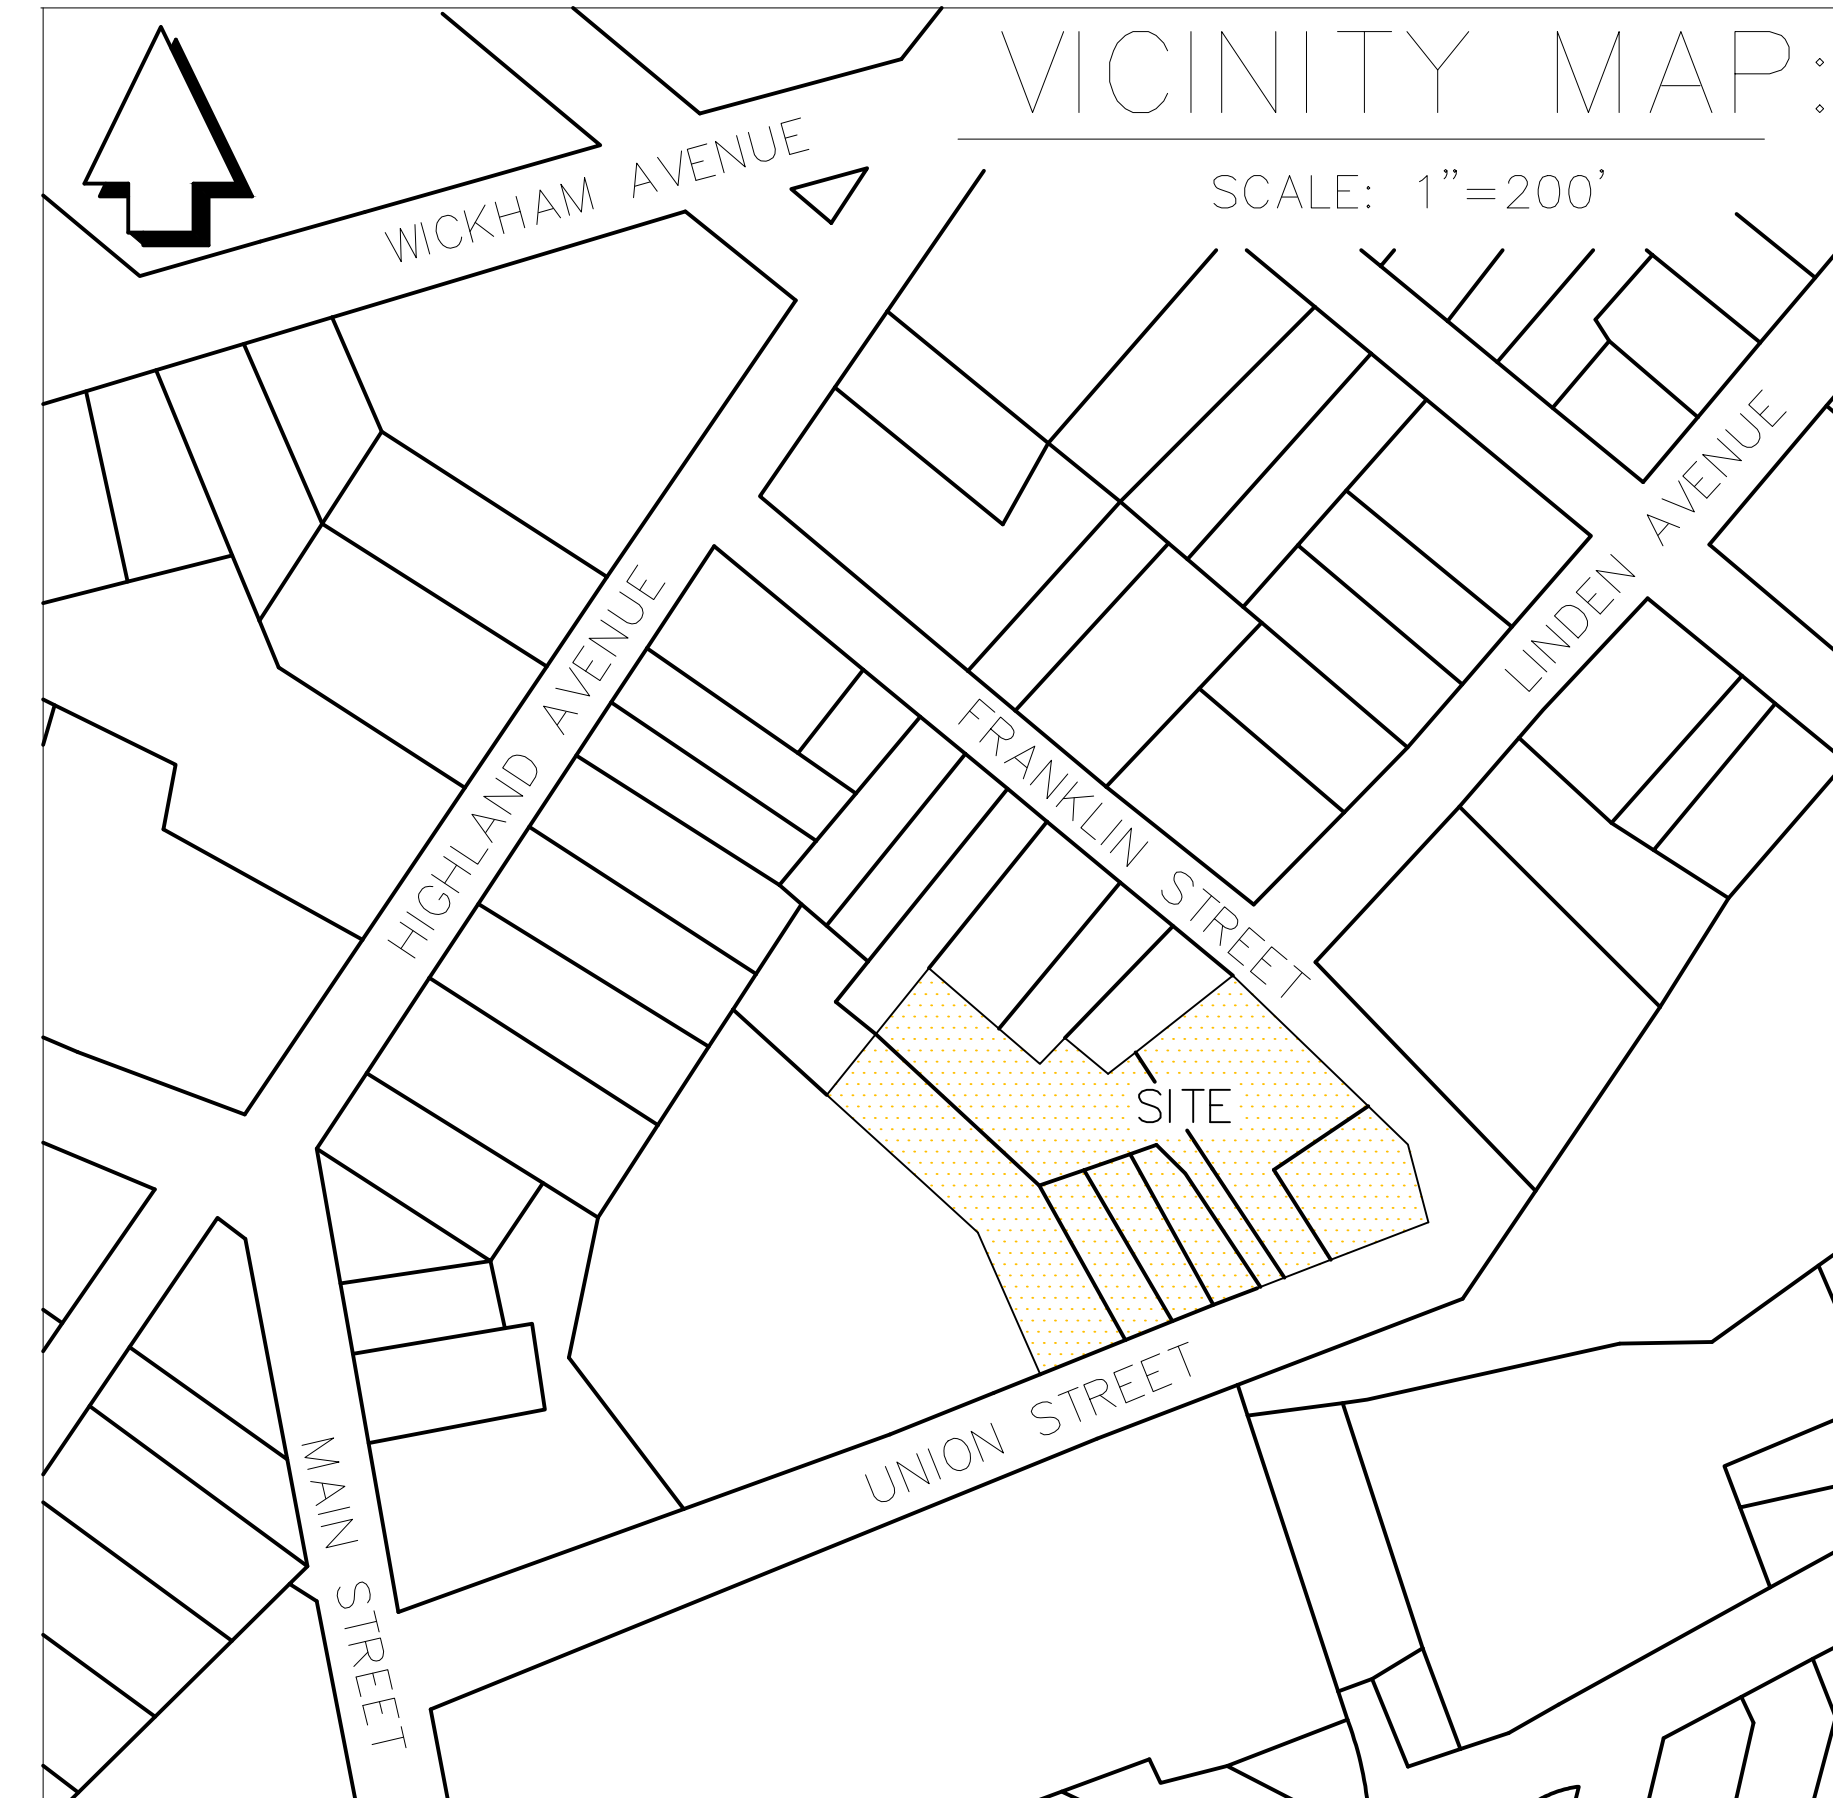 VICINITY MAP:
SCALE: 1"=200'
WICKHAM AVENUE
HIGHLAND AVENUE
LINDEN AVENUE
FRANKLIN STREET
SITE
UNION STREET
MAIN STREET